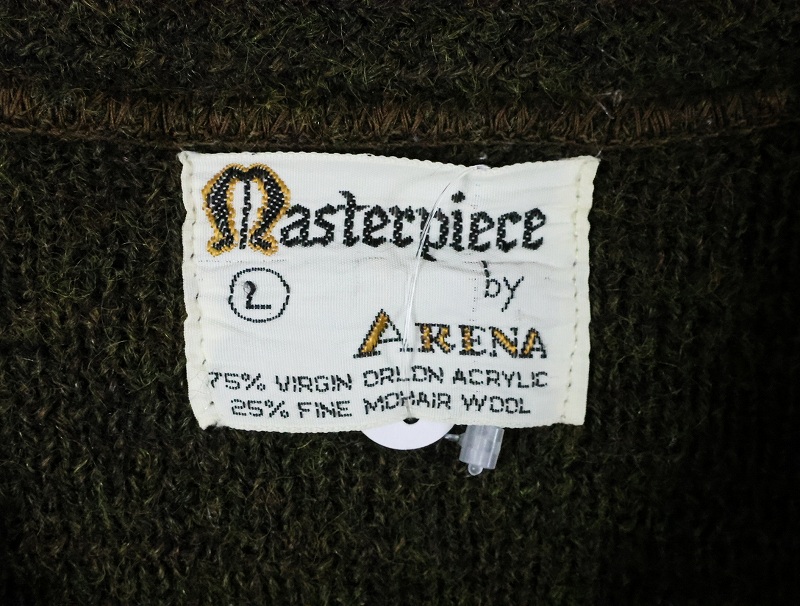 Masterpiece
L
by
ARENA
75% VIRGIN ORLON ACRYLIC
25% FINE MOHAIR WOOL